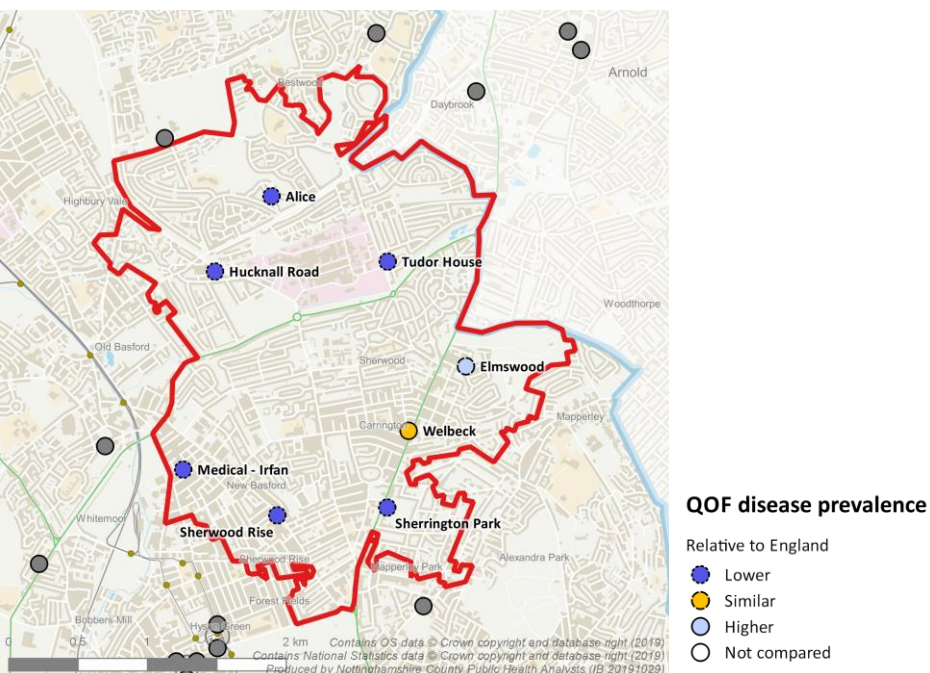 Arnold
Bestwood
Daybrook
Alice
Highbury Vale
Tudor House
Hucknall Road
Woodthorpe
Old Basford
Sherwood
Elmswood
Mapperley
Carrington
Welbeck
Medical - Irfan
New Basford
Whitemoor
Sherrington Park
Sherwood Rise
Sherwood Rise
Alexandra Park
Mapperley Park
Forest Fields
Bobbers Mill
Hyson Green
0 0.5 1 2 km
Contains OS data © Crown copyright and database right (2019)
Contains National Statistics data © Crown copyright and database right (2019)
Produced by Nottinghamshire County Public Health Analysts (IB 20191029)
QOF disease prevalence
Relative to England
Lower
Similar
Higher
Not compared